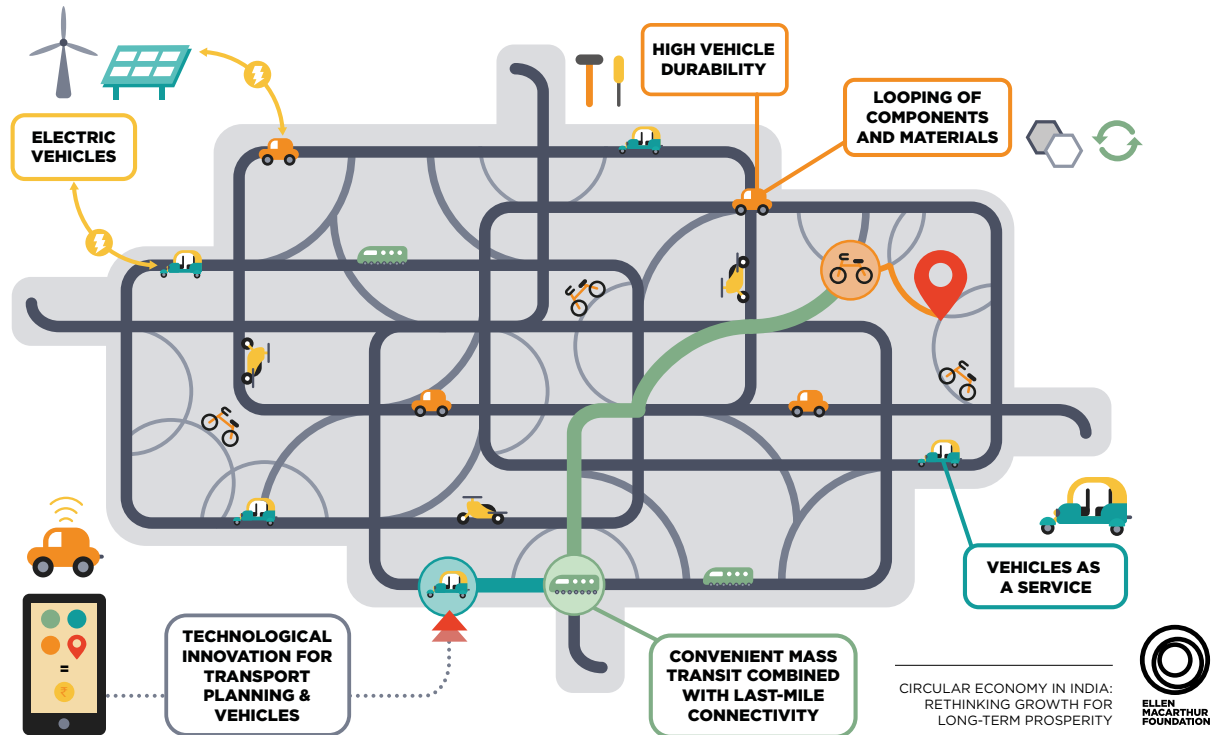 HIGH VEHICLE
DURABILITY
LOOPING OF
COMPONENTS
AND MATERIALS
ELECTRIC
VEHICLES
VEHICLES AS
A SERVICE
=
₹
TECHNOLOGICAL
INNOVATION FOR
TRANSPORT
PLANNING &
VEHICLES
CONVENIENT MASS
TRANSIT COMBINED
WITH LAST-MILE
CONNECTIVITY
CIRCULAR ECONOMY IN INDIA:
RETHINKING GROWTH FOR
LONG-TERM PROSPERITY
ELLEN
MACARTHUR
FOUNDATION